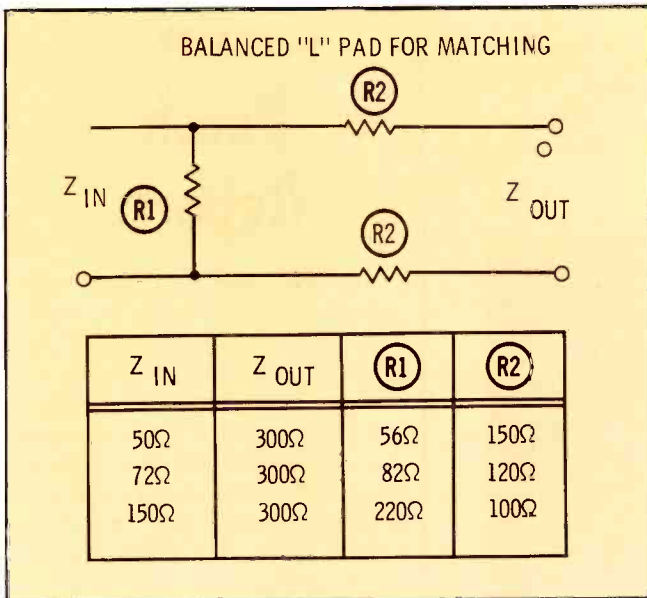 BALANCED "L" PAD FOR MATCHING
R2
Z IN
R1
Z OUT
R2
Z IN Z OUT R1 R2
50Ω 300Ω 56Ω 150Ω
72Ω 300Ω 82Ω 120Ω
150Ω 300Ω 220Ω 100Ω